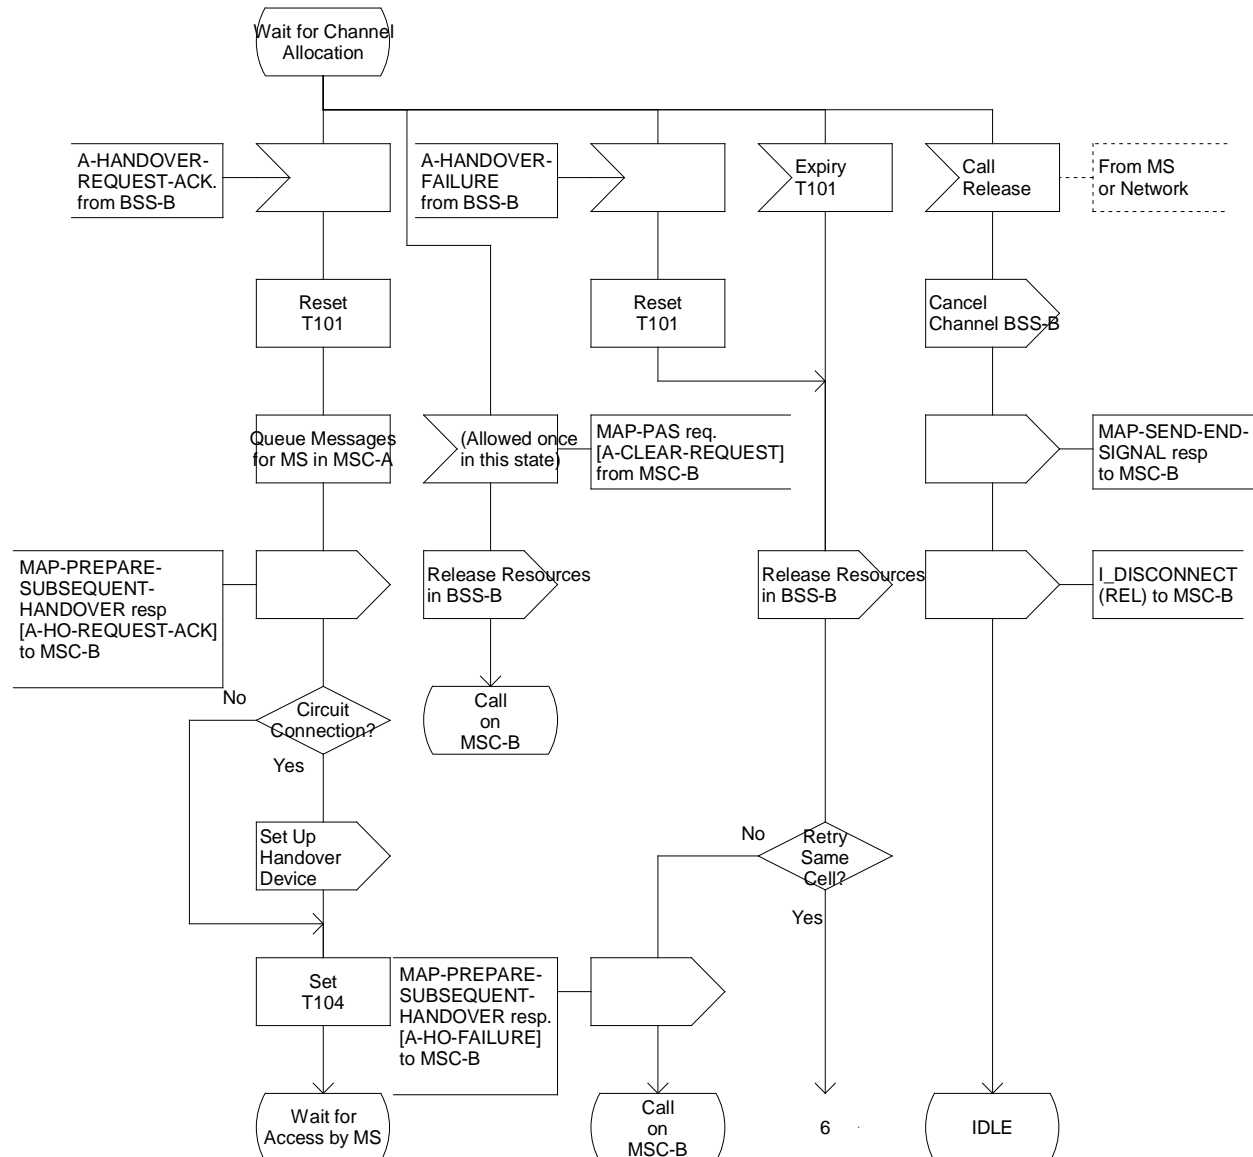 Wait for Channel
Allocation
A-HANDOVER-
REQUEST-ACK.
from BSS-B
A-HANDOVER-
FAILURE
from BSS-B
Expiry
T101
Call
Release
From MS
or Network
Reset
T101
Reset
T101
Cancel
Channel BSS-B
Queue Messages
for MS in MSC-A
(Allowed once
in this state)
MAP-PAS req.
[A-CLEAR-REQUEST]
from MSC-B
MAP-SEND-END-
SIGNAL resp
to MSC-B
MAP-PREPARE-
SUBSEQUENT-
HANDOVER resp
[A-HO-REQUEST-ACK]
to MSC-B
Release Resources
in BSS-B
Release Resources
in BSS-B
I_DISCONNECT
(REL) to MSC-B
No
Circuit
Connection?
Yes
Call
on
MSC-B
Set Up
Handover
Device
No
Retry
Same
Cell?
Yes
Set
T104
MAP-PREPARE-
SUBSEQUENT-
HANDOVER resp.
[A-HO-FAILURE]
to MSC-B
Wait for
Access by MS
Call
on
MSC-B
6
IDLE